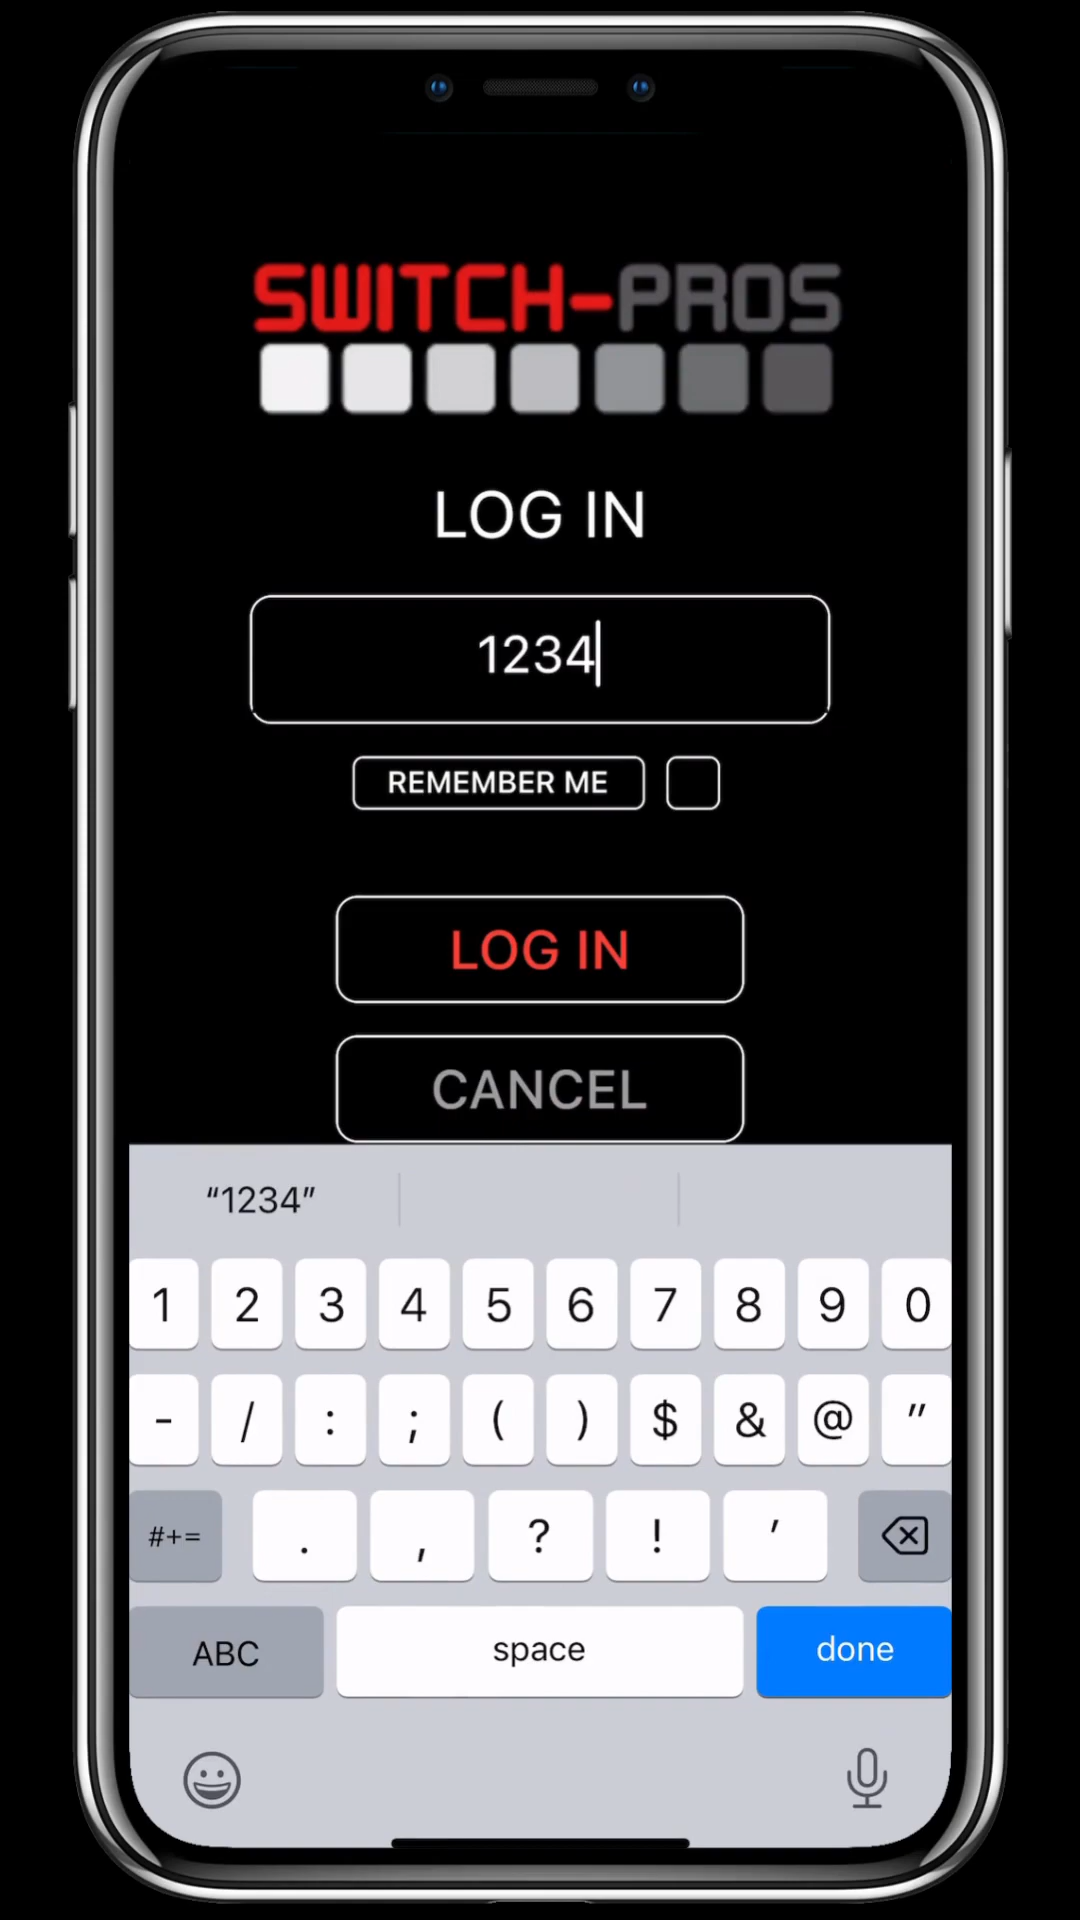 SWITCH-PROS
LOG IN
1234
REMEMBER ME
LOG IN
CANCEL
“1234”
1 2 3 4 5 6 7 8 9 0
- / : ; ( ) $ & @ "
#+= . , ? ! '
ABC space done